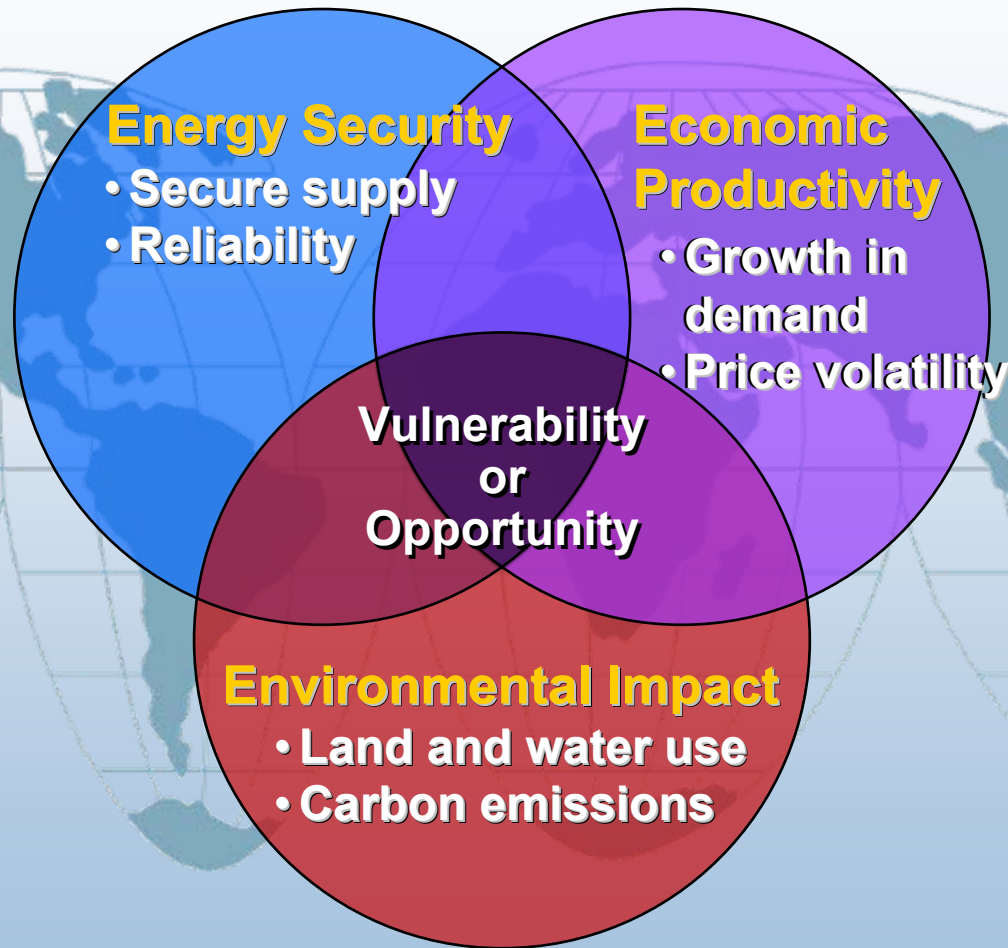 Energy Security
• Secure supply
• Reliability
Economic
Productivity
• Growth in
demand
• Price volatility
Vulnerability
or
Opportunity
Environmental Impact
• Land and water use
• Carbon emissions